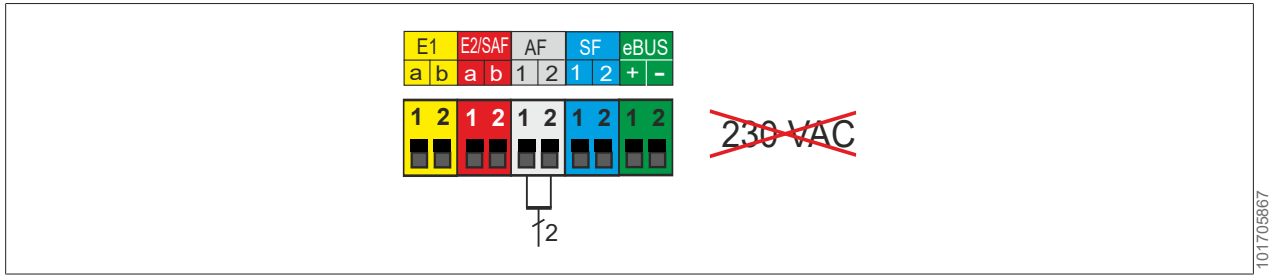 E1 E2/SAF AF SF eBUS
a b a b 1 2 1 2 + -
1 2 1 2 1 2 1 2 1 2
230 VAC
2
101705867